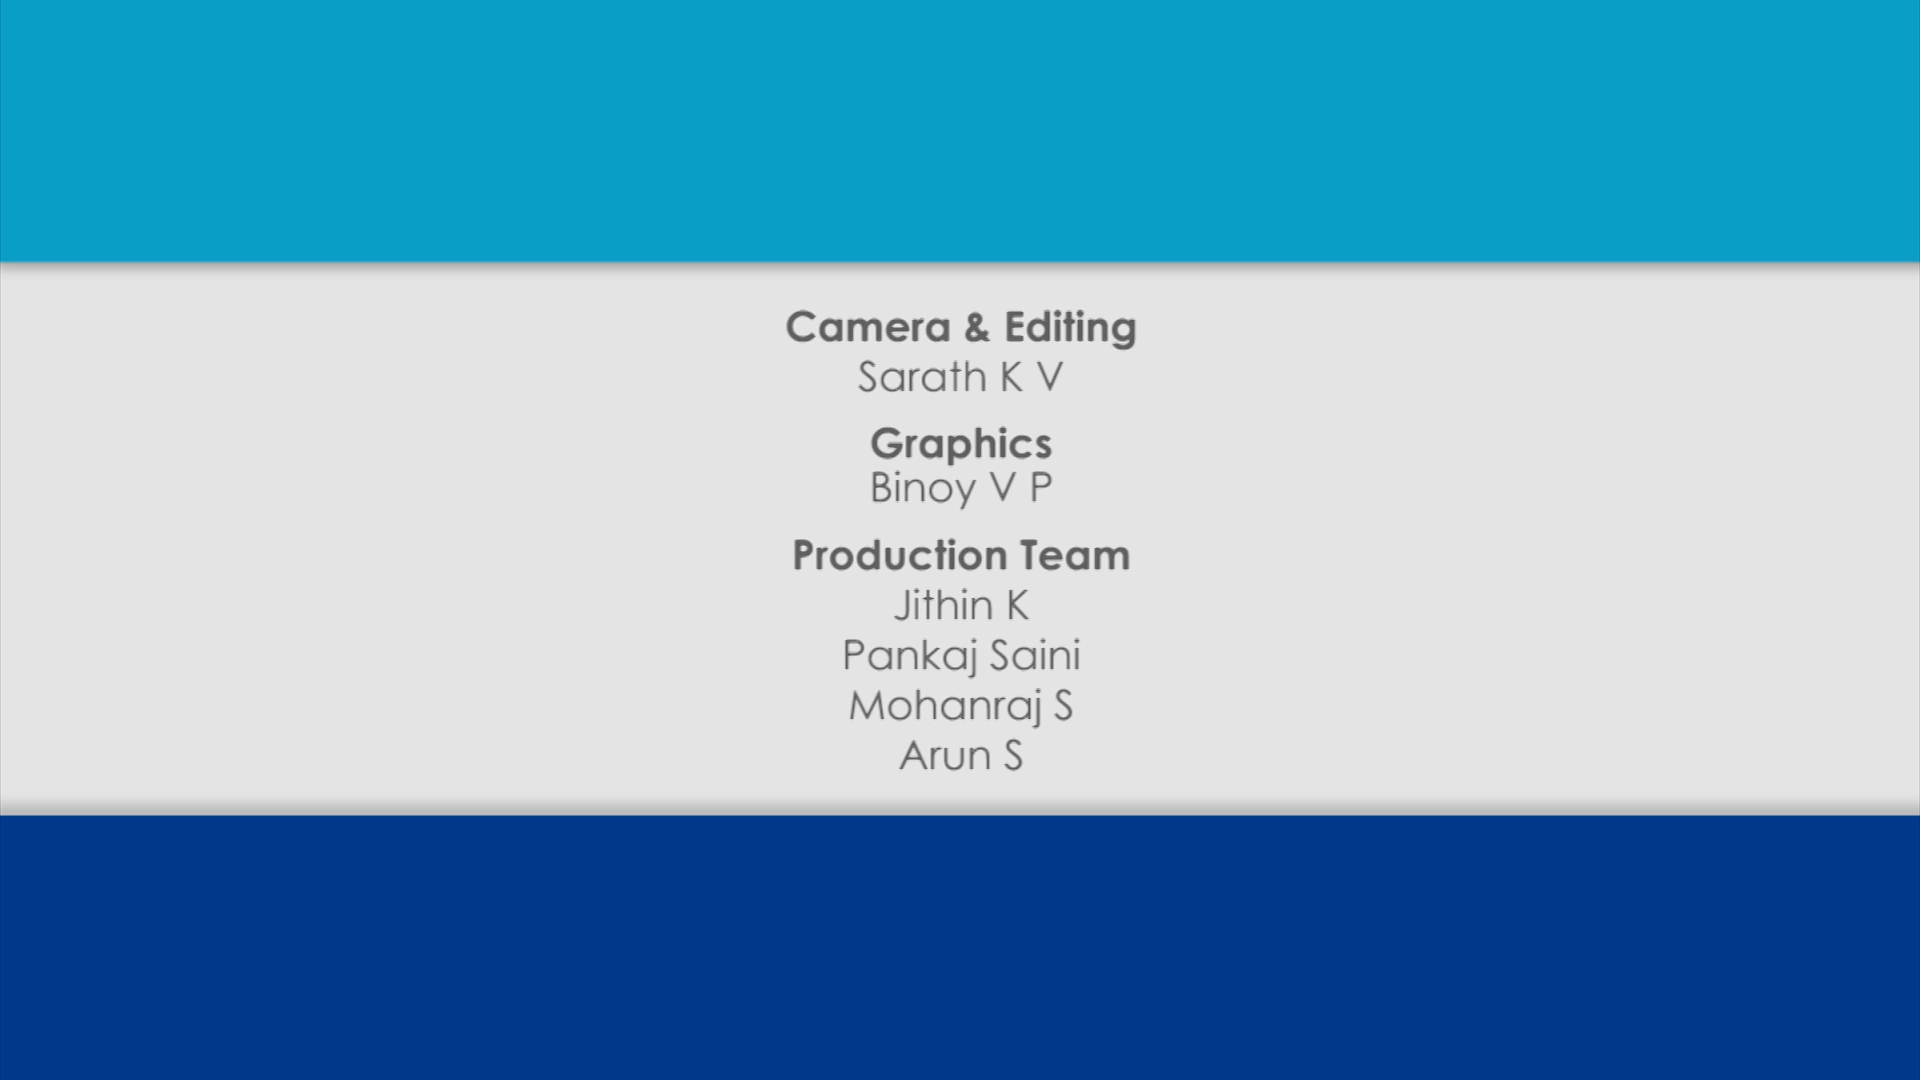 Camera & Editing
Sarath K V
Graphics
Binoy V P
Production Team
Jithin K
Pankaj Saini
Mohanraj S
Arun S